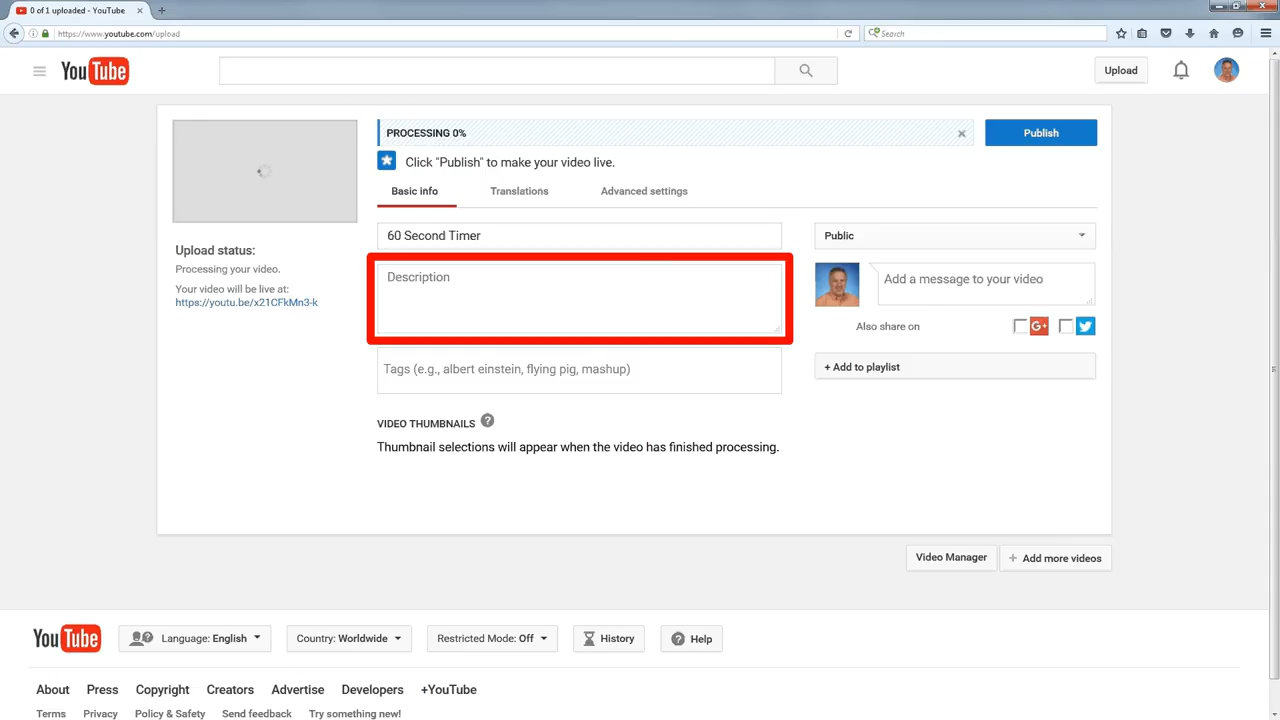 0 of 1 uploaded - YouTube
https://www.youtube.com/upload
Search
YouTube
Upload
PROCESSING 0%
Publish
Click "Publish" to make your video live.
Basic info
Translations
Advanced settings
60 Second Timer
Public
Description
Add a message to your video
Upload status:
Processing your video.
Your video will be live at:
https://youtu.be/x21CFkMn3-k
Also share on
G+
Tags (e.g., albert einstein, flying pig, mashup)
+ Add to playlist
VIDEO THUMBNAILS ?
Thumbnail selections will appear when the video has finished processing.
Video Manager
+ Add more videos
YouTube
Language: English
Country: Worldwide
Restricted Mode: Off
History
Help
About Press Copyright Creators Advertise Developers +YouTube
Terms Privacy Policy & Safety Send feedback Try something new!